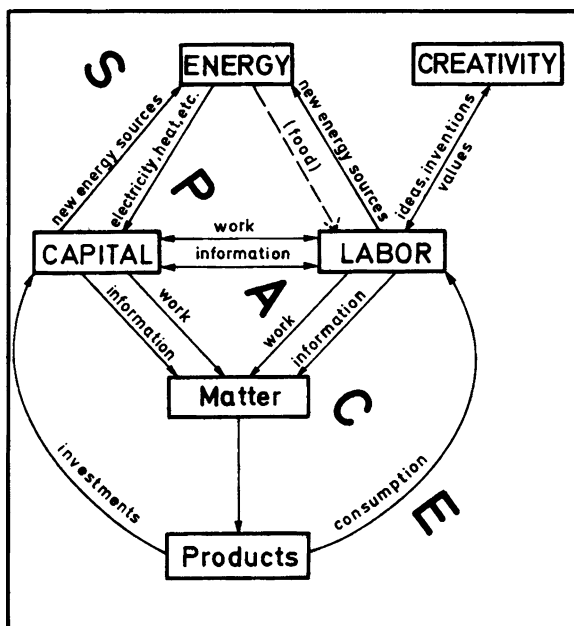 S
ENERGY
CREATIVITY
new energy sources
electricity, heat, etc.
(food)
new energy sources
ideas, inventions
values
P
CAPITAL
work
information
LABOR
A
information
work
work
information
Matter
C
investments
consumption
E
Products